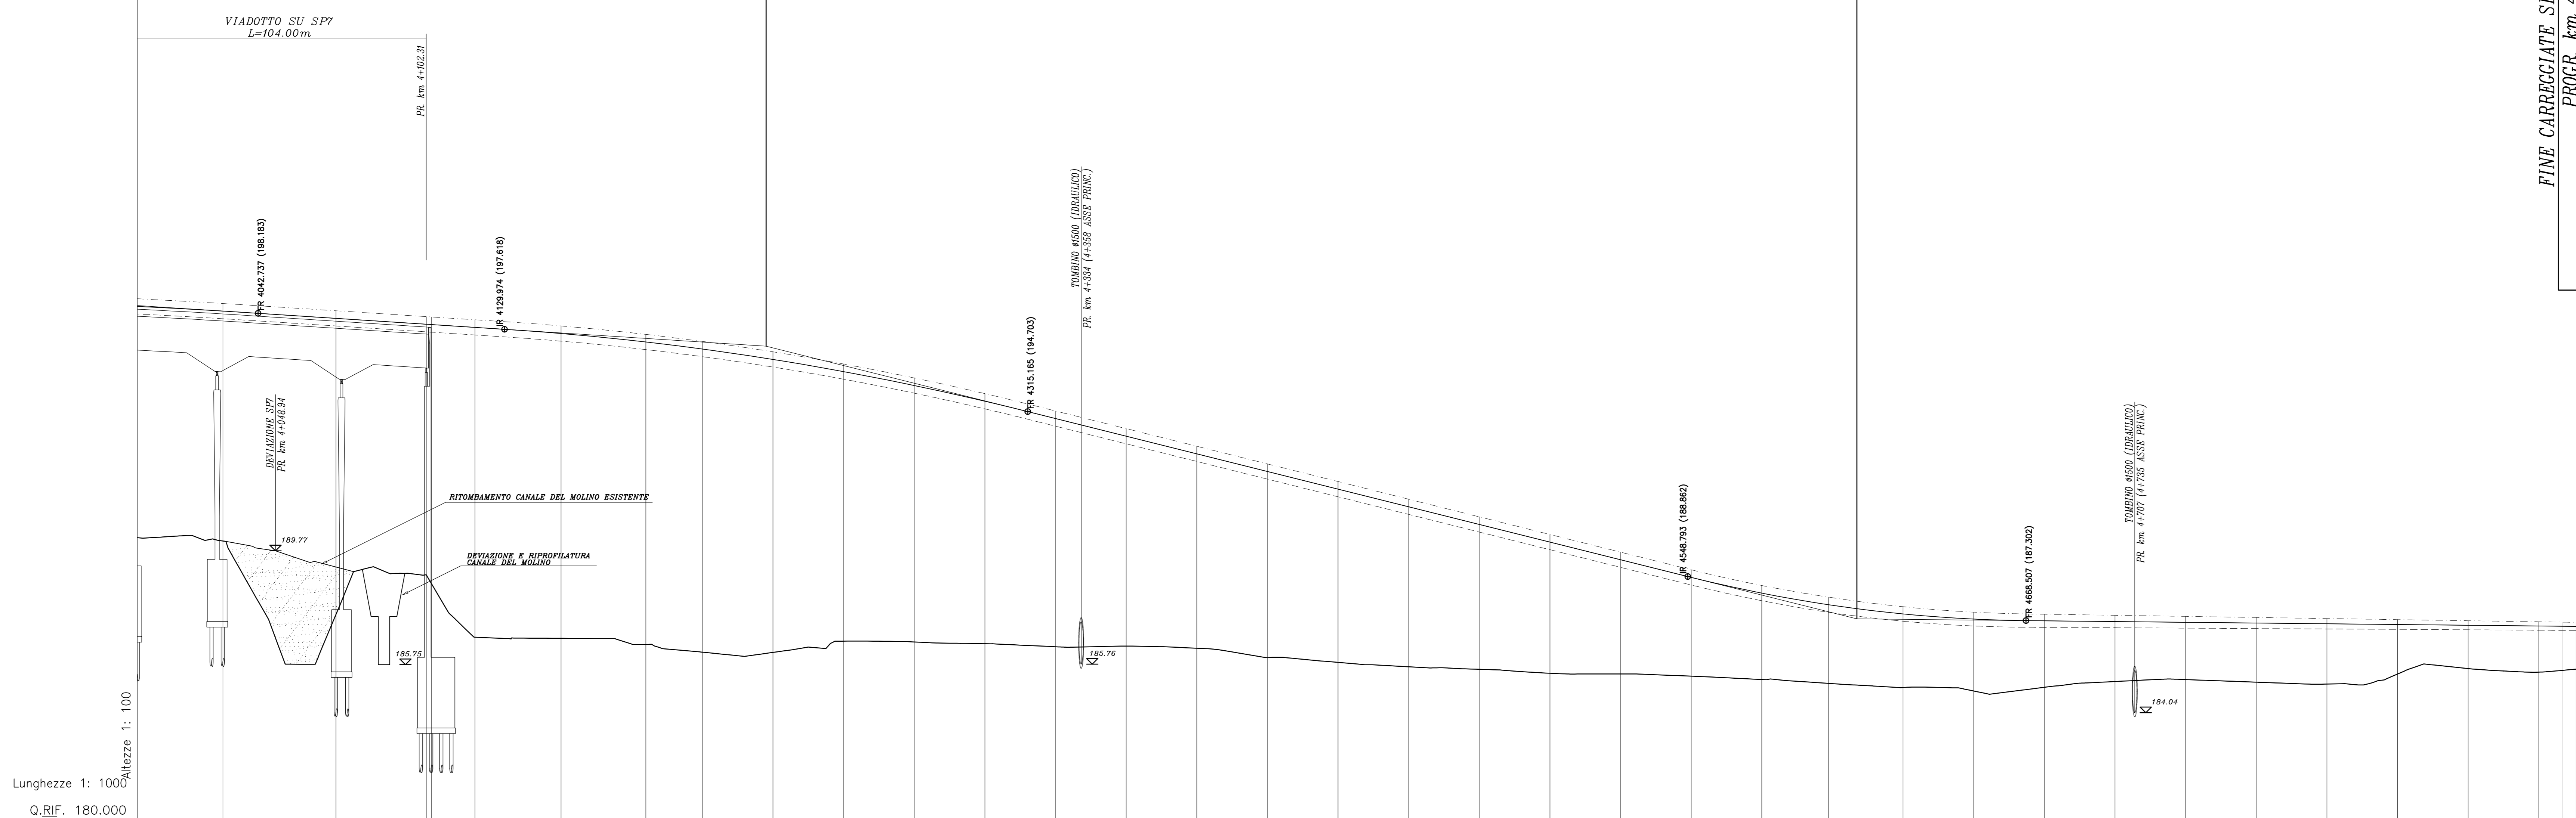 VIADOTTO SU SP7
L=104.00m
PR. km 4+102.31
FINE CARREGGIATE
PROGR. km
FR 4042.737 (198.183)
IR 4129.974 (197.618)
TOMBINO ø1500 (IDRAULICO)
PR. km 4+334 (4+358 ASSE PRINC.)
FR 4315.165 (194.703)
DEVIAZIONE SP7
PR. km 4+048.94
RITOMBAMENTO CANALE DEL MOLINO ESISTENTE
189.77
DEVIAZIONE E RIPROFILATURA
CANALE DEL MOLINO
185.75
185.76
IR 4548.793 (188.862)
FR 4668.507 (187.302)
TOMBINO ø1500 (IDRAULICO)
PR. km 4+707 (4+735 ASSE PRINC.)
184.04
Altezze 1: 100
Lunghezze 1: 1000
Q.RIF. 180.000